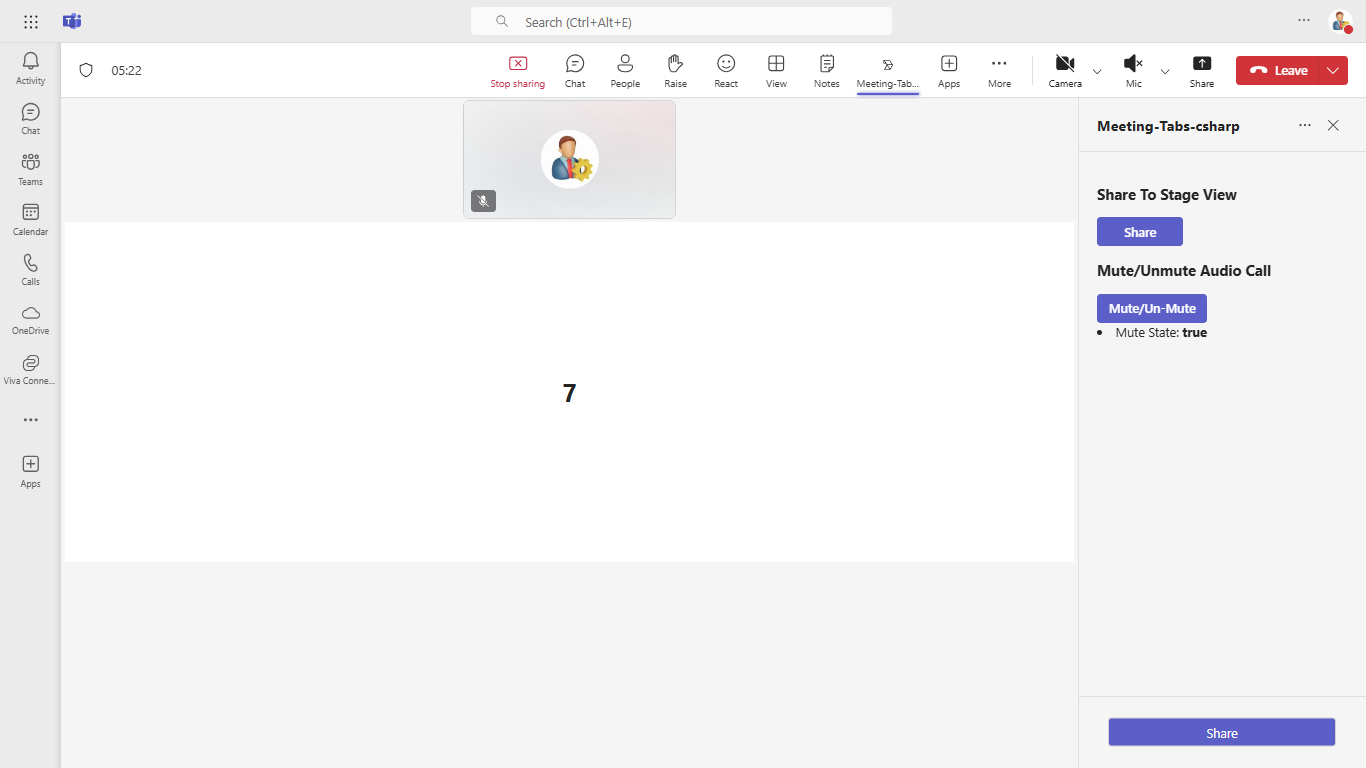 Search (Ctrl+Alt+E)
05:22
Stop sharing
Chat
People
Raise
React
View
Notes
Meeting-Tab...
Apps
More
Camera
Mic
Share
Leave
Activity
Chat
Teams
Calendar
Calls
OneDrive
Viva Conne...
Apps
7
Meeting-Tabs-csharp
Share To Stage View
Share
Mute/Unmute Audio Call
Mute/Un-Mute
Mute State: true
Share